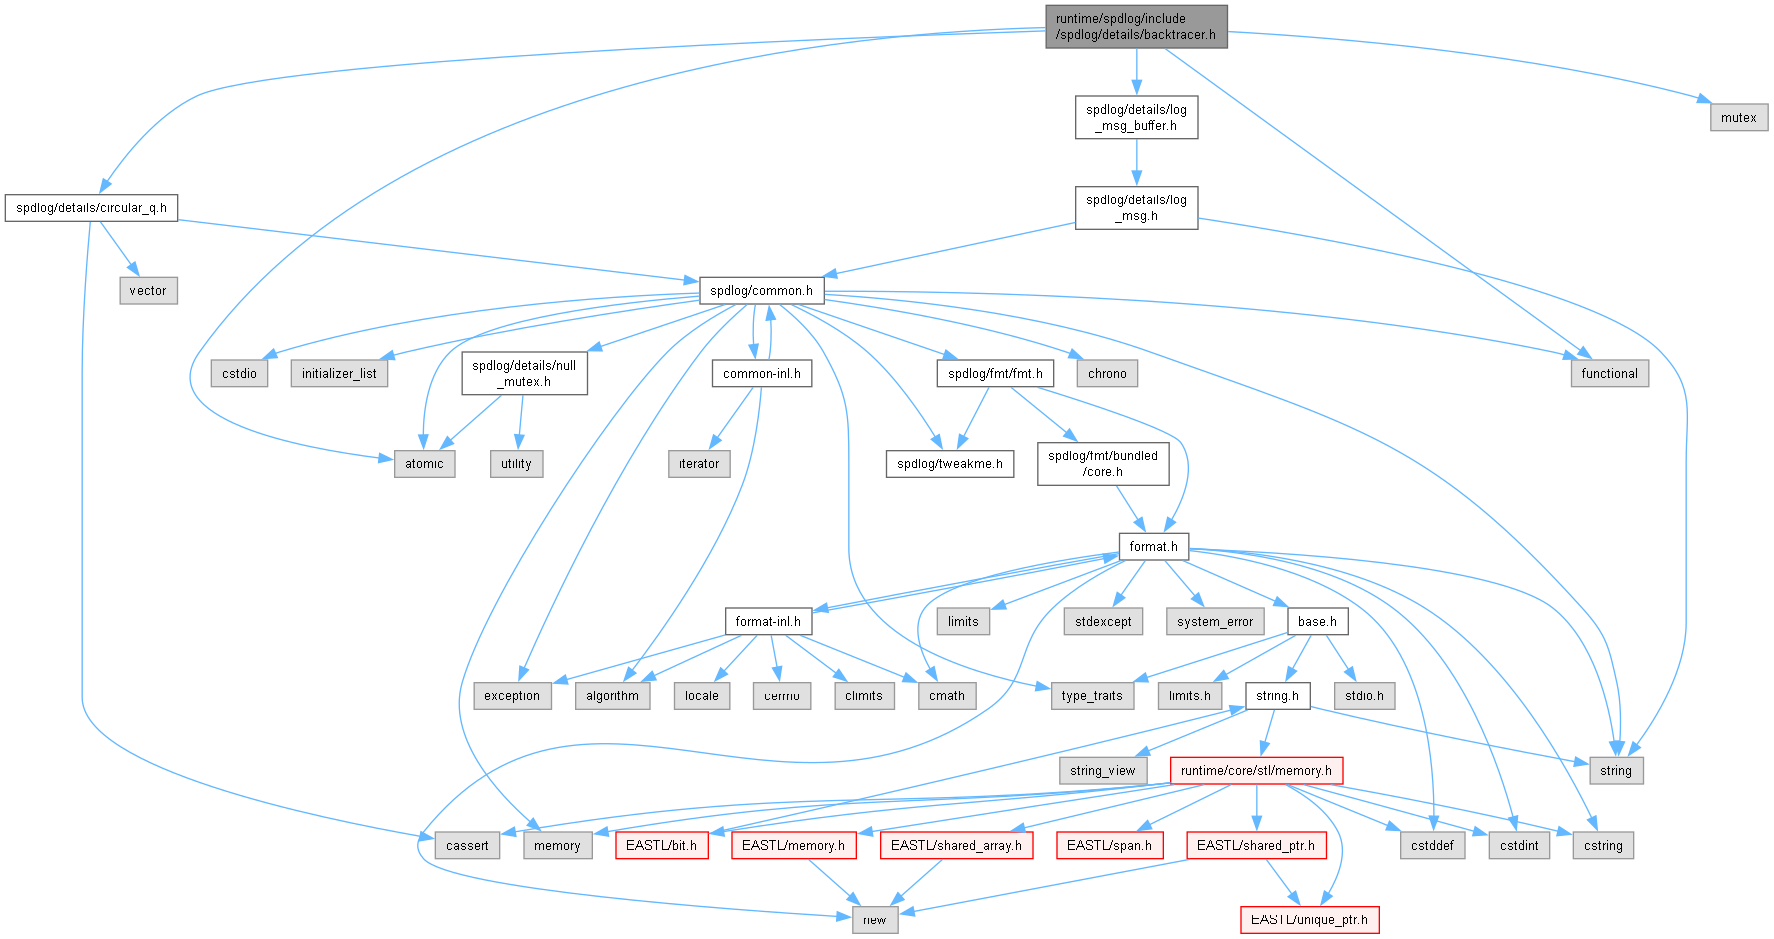 runtime/spdlog/include
/spdlog/details/backtracer.h
spdlog/details/log
_msg_buffer.h
mutex
spdlog/details/circular_q.h
spdlog/details/log
_msg.h
vector
spdlog/common.h
cstdio
initializer_list
spdlog/details/null
_mutex.h
common-inl.h
spdlog/fmt/fmt.h
chrono
functional
atomic
utility
iterator
spdlog/tweakme.h
spdlog/fmt/bundled
/core.h
format.h
format-inl.h
limits
stdexcept
system_error
base.h
exception
algorithm
locale
cerrno
climits
cmath
type_traits
limits.h
string.h
stdio.h
string_view
runtime/core/stl/memory.h
string
cassert
memory
EASTL/bit.h
EASTL/memory.h
EASTL/shared_array.h
EASTL/span.h
EASTL/shared_ptr.h
cstddef
cstdint
cstring
new
EASTL/unique_ptr.h